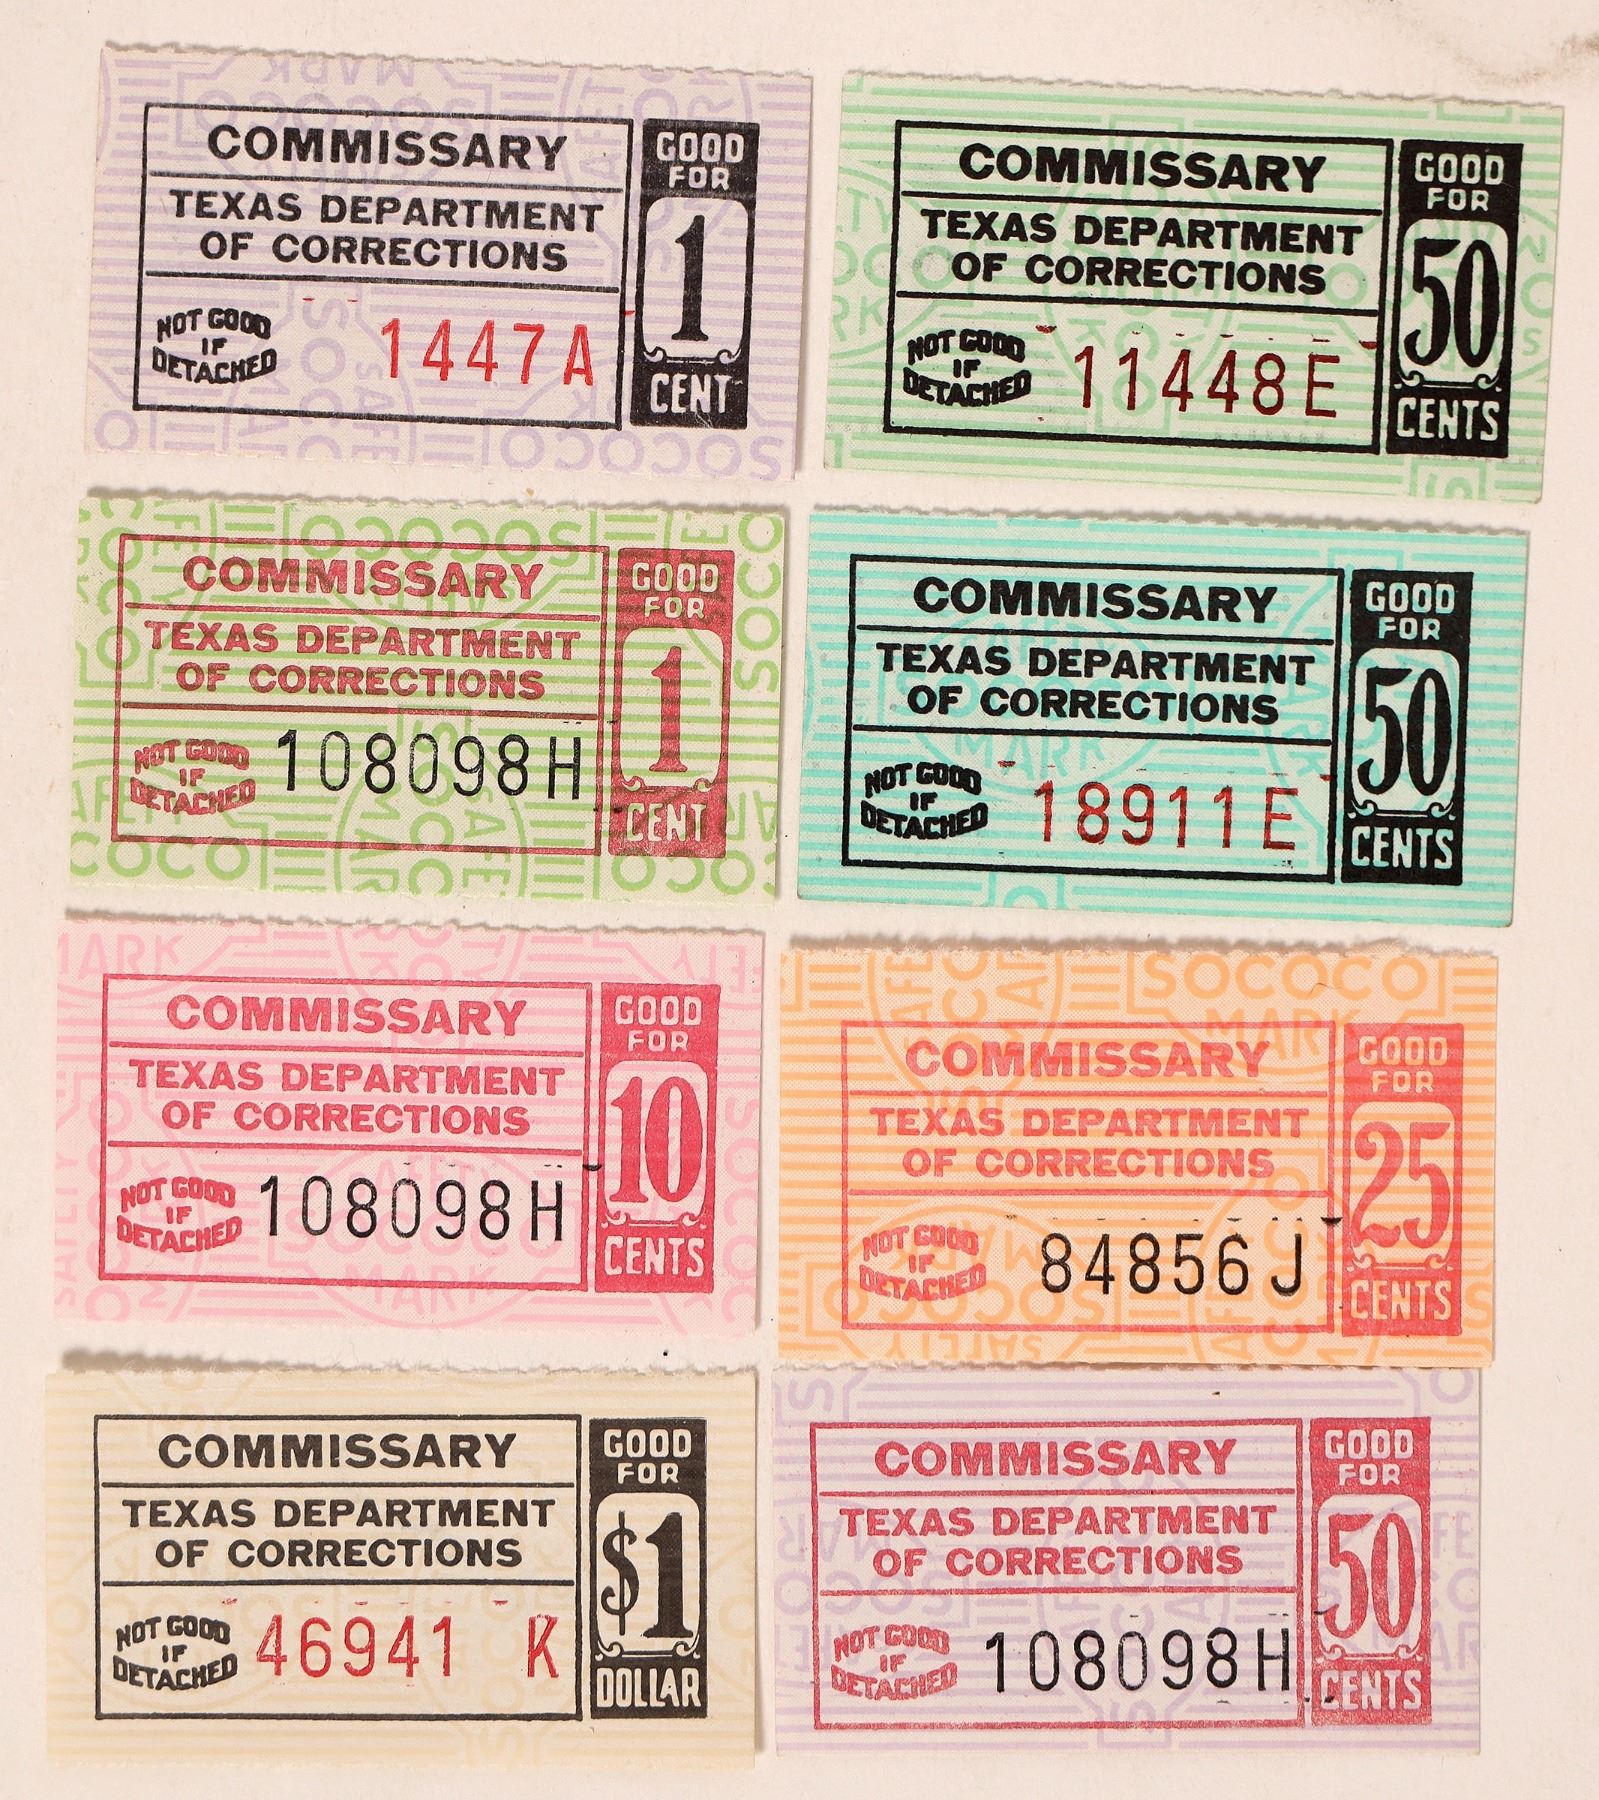 COMMISSARY
TEXAS DEPARTMENT
OF CORRECTIONS
NOT GOOD
IF
DETACHED
1447A
GOOD
FOR
1
CENT
COMMISSARY
TEXAS DEPARTMENT
OF CORRECTIONS
NOT GOOD
IF
DETACHED
11448E
GOOD
FOR
50
CENTS
COMMISSARY
TEXAS DEPARTMENT
OF CORRECTIONS
NOT GOOD
IF
DETACHED
108098H
GOOD
FOR
1
CENT
COMMISSARY
TEXAS DEPARTMENT
OF CORRECTIONS
NOT GOOD
IF
DETACHED
18911E
GOOD
FOR
50
CENTS
COMMISSARY
TEXAS DEPARTMENT
OF CORRECTIONS
NOT GOOD
IF
DETACHED
108098H
GOOD
FOR
10
CENTS
COMMISSARY
TEXAS DEPARTMENT
OF CORRECTIONS
NOT GOOD
IF
DETACHED
84856J
GOOD
FOR
25
CENTS
COMMISSARY
TEXAS DEPARTMENT
OF CORRECTIONS
NOT GOOD
IF
DETACHED
46941 K
GOOD
FOR
$1
DOLLAR
COMMISSARY
TEXAS DEPARTMENT
OF CORRECTIONS
NOT GOOD
IF
DETACHED
108098H
GOOD
FOR
50
CENTS